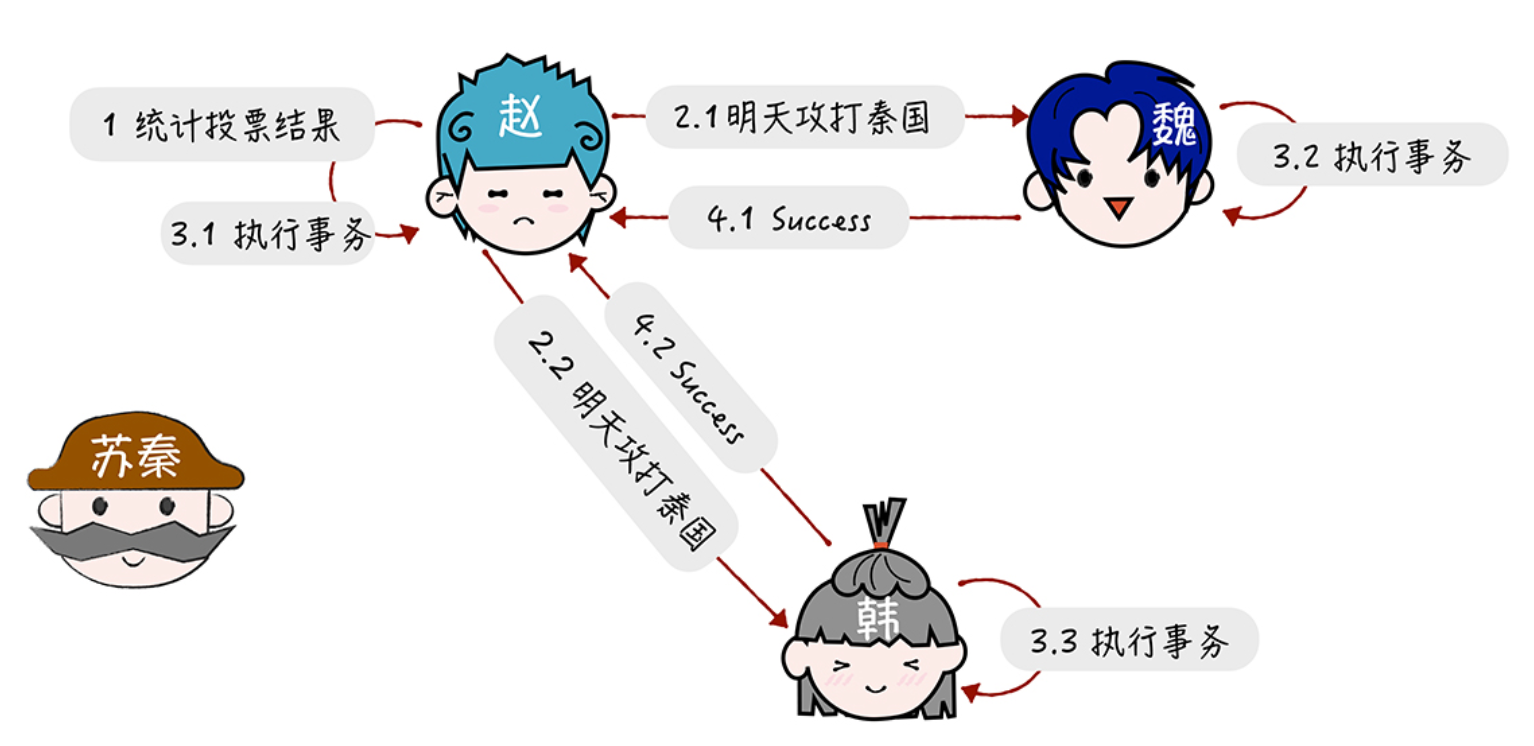 1 统计投票结果
赵
2.1明天攻打秦国
魏
3.2 执行事务
3.1 执行事务
4.1 Success
4.2 Success
2.2 明天攻打秦国
苏秦
韩
3.3 执行事务